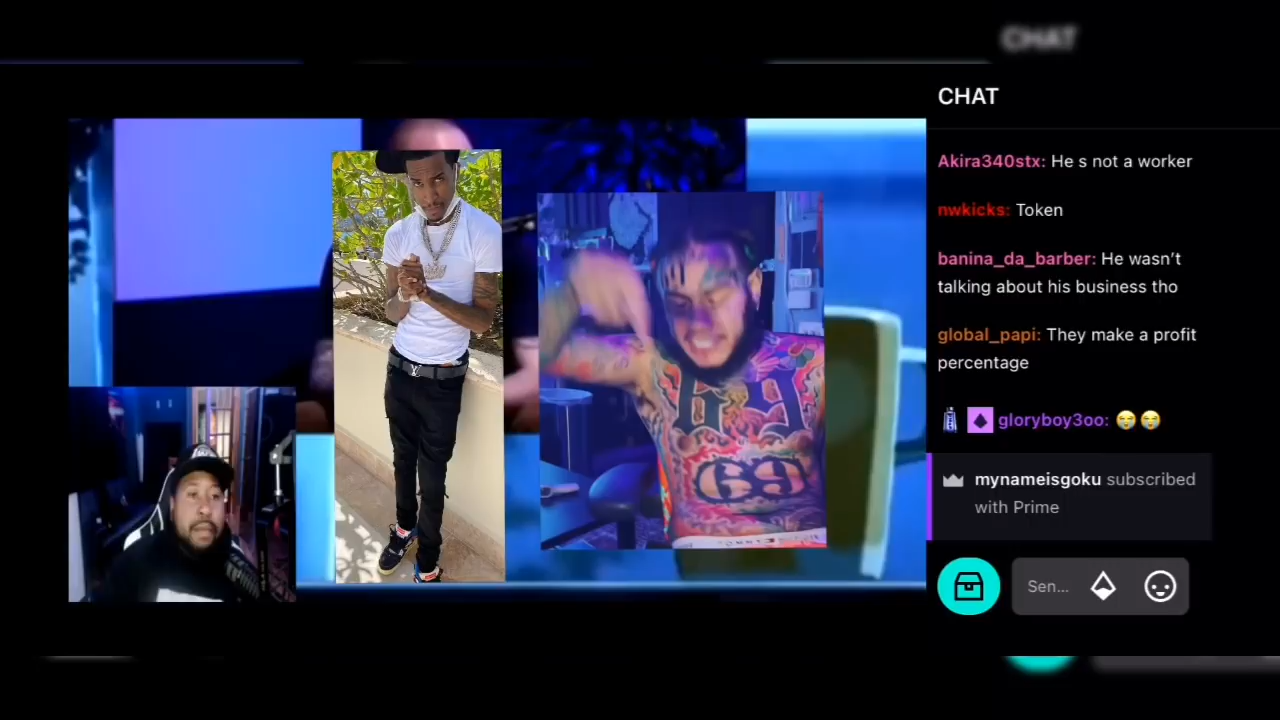 CHAT
CHAT
Akira340stx: He s not a worker
nwkicks: Token
banina_da_barber: He wasn’t
talking about his business tho
global_papi: They make a profit
percentage
gloryboy3oo: 😭😭
mynameisgoku subscribed
with Prime
Sen...
69
69
LV